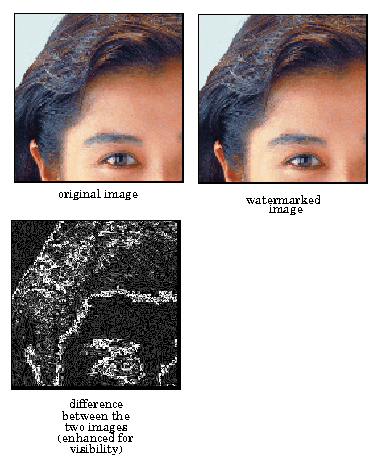 original image
watermarked
image
difference
between the
two images
(enhanced for
visibility)